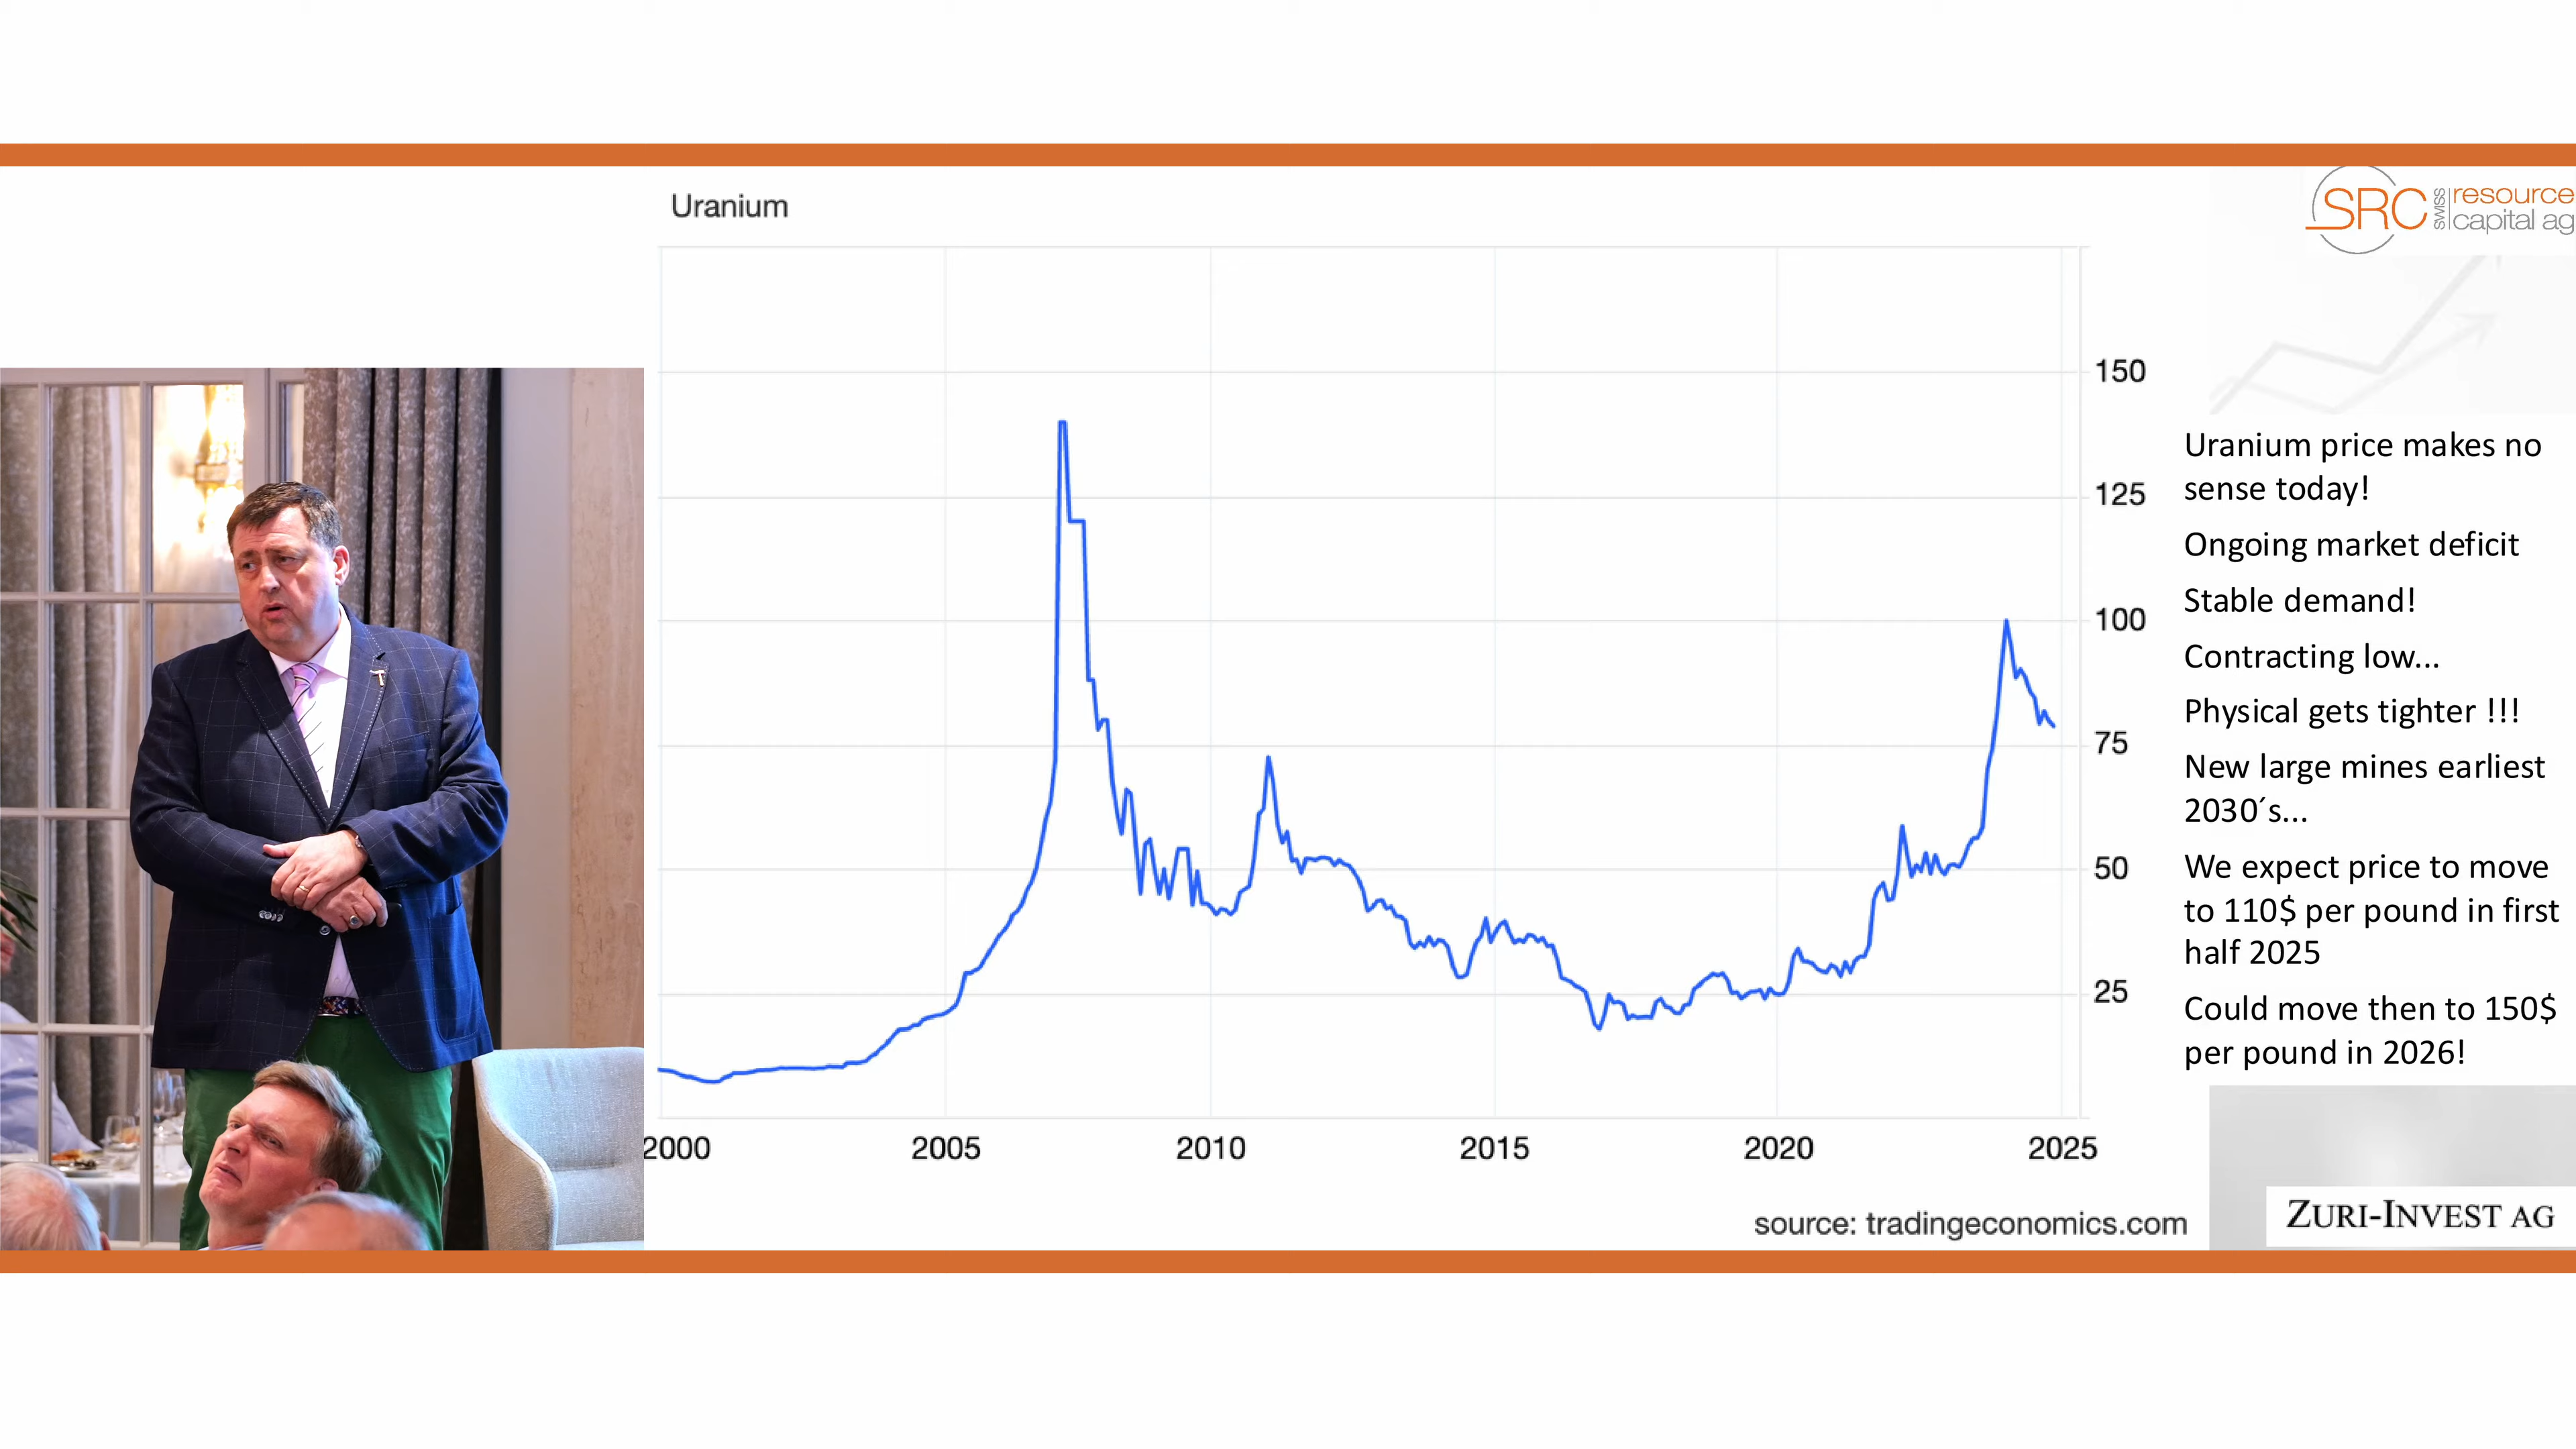 Uranium
SRC
swiss
resource
capital ag
150
125
100
75
50
25
2000
2005
2010
2015
2020
2025
source: tradingeconomics.com
Uranium price makes no
sense today!
Ongoing market deficit
Stable demand!
Contracting low...
Physical gets tighter !!!
New large mines earliest
2030´s...
We expect price to move
to 110$ per pound in first
half 2025
Could move then to 150$
per pound in 2026!
ZURI-INVEST AG